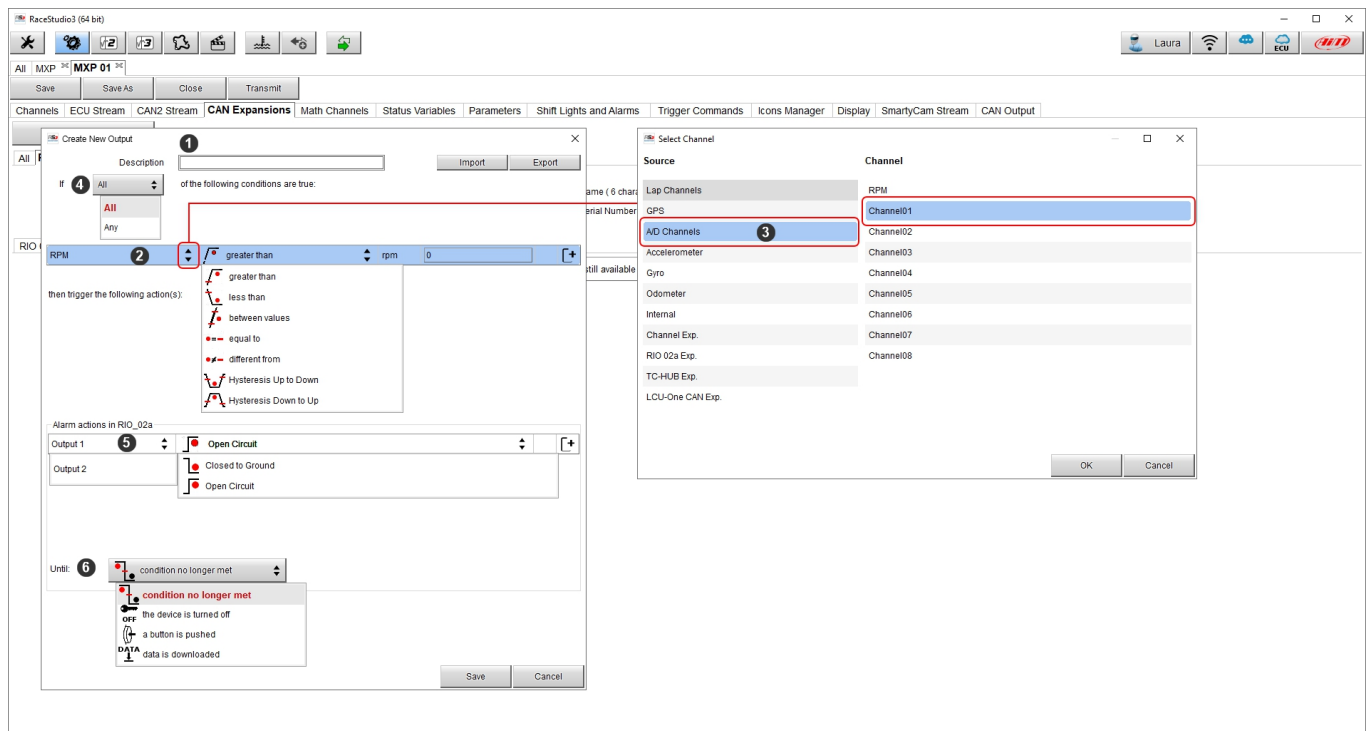 RaceStudio3 (64 bit)
Laura
ECU
AiM
All MXP MXP 01
Save Save As Close Transmit
Channels ECU Stream CAN2 Stream CAN Expansions Math Channels Status Variables Parameters Shift Lights and Alarms Trigger Commands Icons Manager Display SmartyCam Stream CAN Output
Create New Output
1
Description Import Export
All
If 4 All of the following conditions are true:
All
Any
RIO
RPM 2 greater than rpm 0
greater than
less than
between values
equal to
different from
Hysteresis Up to Down
Hysteresis Down to Up
then trigger the following action(s):
Alarm actions in RIO_02a
Output 1 5 Open Circuit
Output 2
Closed to Ground
Open Circuit
Until: 6 condition no longer met
condition no longer met
OFF the device is turned off
a button is pushed
DATA data is downloaded
Save Cancel
ame ( 6 chara
erial Number
still available
Select Channel
Source Channel
Lap Channels
GPS
A/D Channels 3
Accelerometer
Gyro
Odometer
Internal
Channel Exp.
RIO 02a Exp.
TC-HUB Exp.
LCU-One CAN Exp.
RPM
Channel01
Channel02
Channel03
Channel04
Channel05
Channel06
Channel07
Channel08
OK Cancel